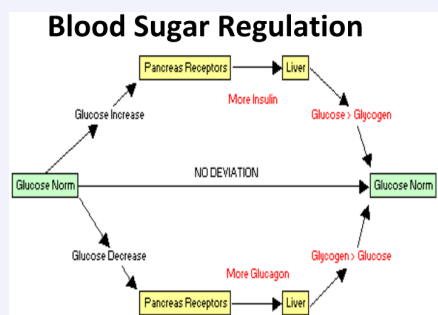 Blood Sugar Regulation
Pancreas Receptors
Liver
More Insulin
Glucose Increase
Glucose > Glycogen
NO DEVIATION
Glucose Norm
Glucose Norm
Glucose Decrease
Glycogen > Glucose
More Glucagon
Pancreas Receptors
Liver